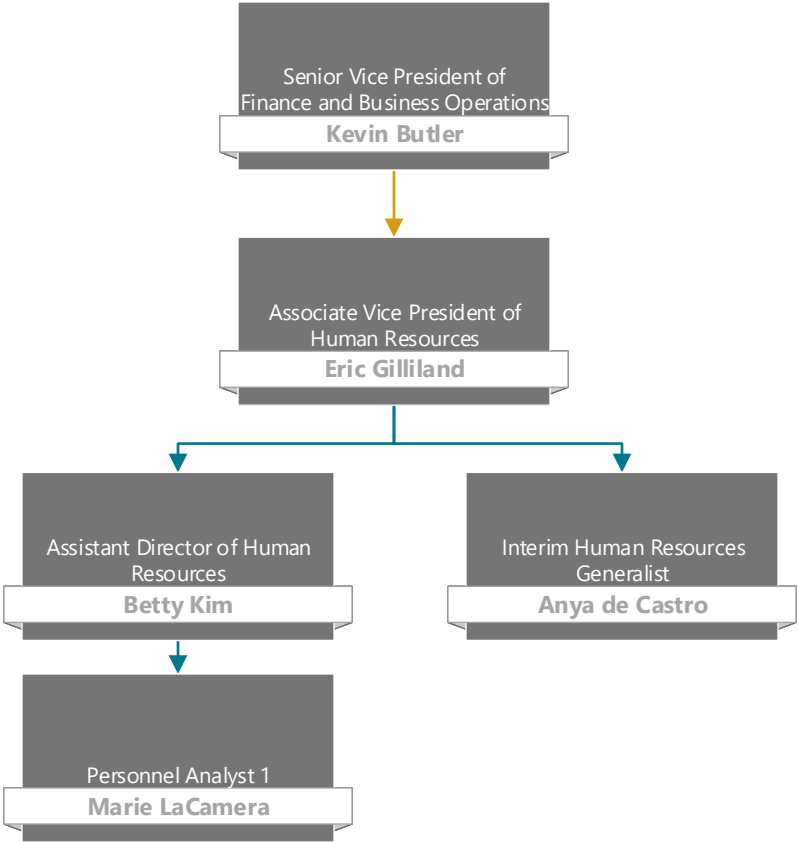 Senior Vice President of
Finance and Business Operations
Kevin Butler
Associate Vice President of
Human Resources
Eric Gilliland
Assistant Director of Human
Resources
Betty Kim
Interim Human Resources
Generalist
Anya de Castro
Personnel Analyst 1
Marie LaCamera